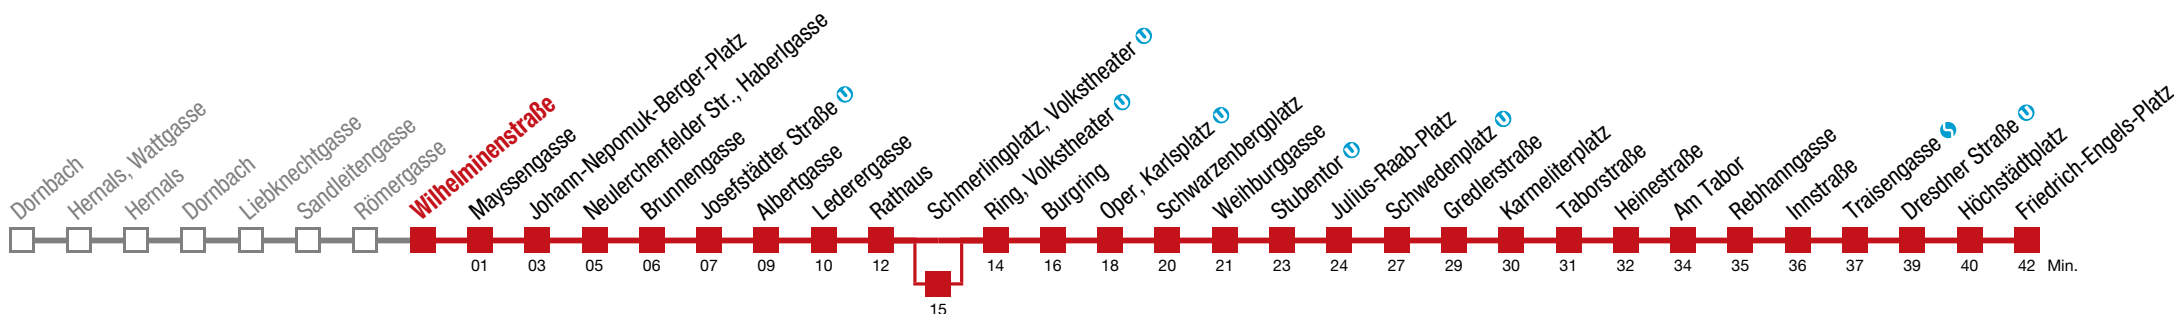 Dornbach
Hernals, Wattgasse
Hernals
Dornbach
Liebknechtgasse
Sandleitengasse
Römergasse
Wilhelminenstraße
Mayssengasse
Johann-Nepomuk-Berger-Platz
Neulerchenfelder Str., Haberlgasse
Brunnengasse
Josefstädter Straße U
Albertgasse
Lederergasse
Rathaus
Schmerlingplatz, Volkstheater U
Ring, Volkstheater U
Burgring
Oper, Karlsplatz U
Schwarzenbergplatz
Weihburggasse
Stubentor U
Julius-Raab-Platz
Schwedenplatz U
Gredlerstraße
Karmeliterplatz
Taborstraße
Heinestraße
Am Tabor
Rebhanngasse
Innstraße
Traisengasse S
Dresdner Straße U
Höchstädtplatz
Friedrich-Engels-Platz
01 03 05 06 07 09 10 12 14 16 18 20 21 23 24 27 29 30 31 32 34 35 36 37 39 40 42 Min.
15